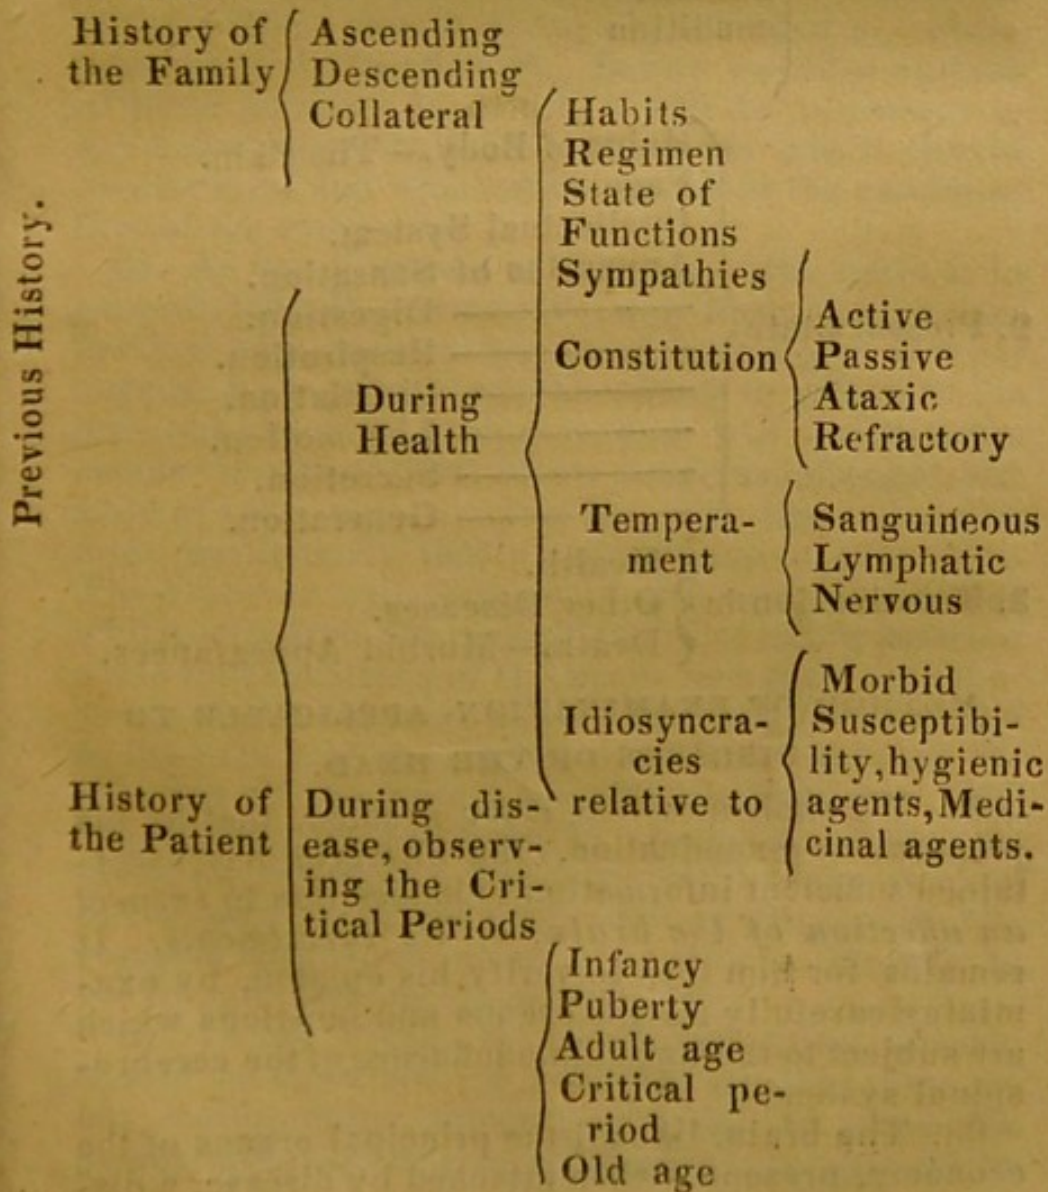 Previous History.
History of
the Family
Ascending
Descending
Collateral
History of
the Patient
During
Health
Habits
Regimen
State of
Functions
Sympathies
Constitution
Active
Passive
Ataxic
Refractory
Tempera-
ment
Sanguineous
Lymphatic
Nervous
Idiosyncra-
cies
relative to
Morbid
Susceptibi-
lity,hygienic
agents,Medi-
cinal agents.
During dis-
ease, observ-
ing the Cri-
tical Periods
Infancy
Puberty
Adult age
Critical pe-
riod
Old age